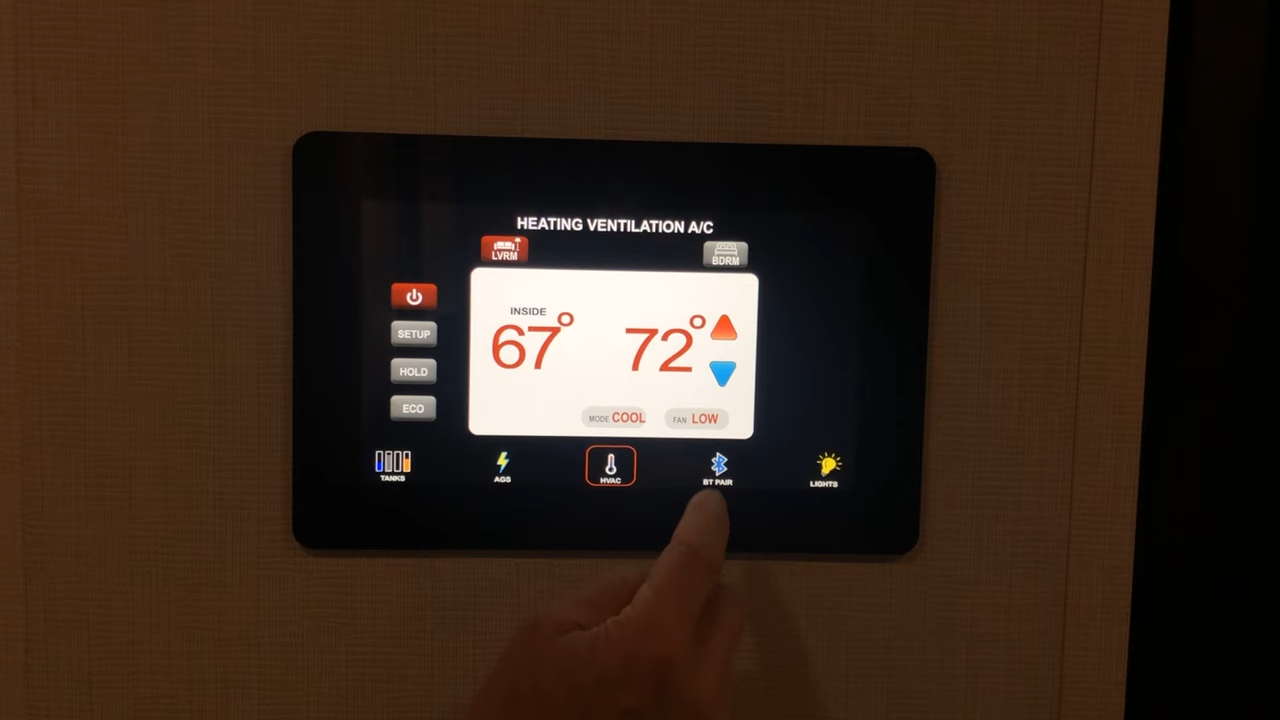 HEATING VENTILATION A/C
LVRM
BDRM
SETUP
HOLD
ECO
INSIDE
67° 72°
MODE COOL FAN LOW
TANKS AGS HVAC BT PAIR LIGHTS